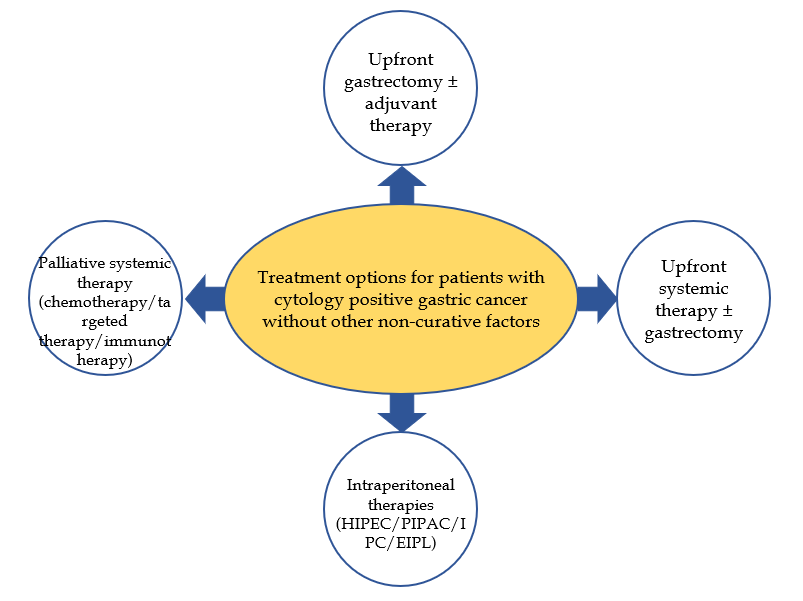 Upfront
gastrectomy ±
adjuvant
therapy
Palliative systemic
therapy
(chemotherapy/ta
rgeted
therapy/immunot
herapy)
Treatment options for patients with
cytology positive gastric cancer
without other non-curative factors
Upfront
systemic
therapy ±
gastrectomy
Intraperitoneal
therapies
(HIPEC/PIPAC/I
PC/EIPL)